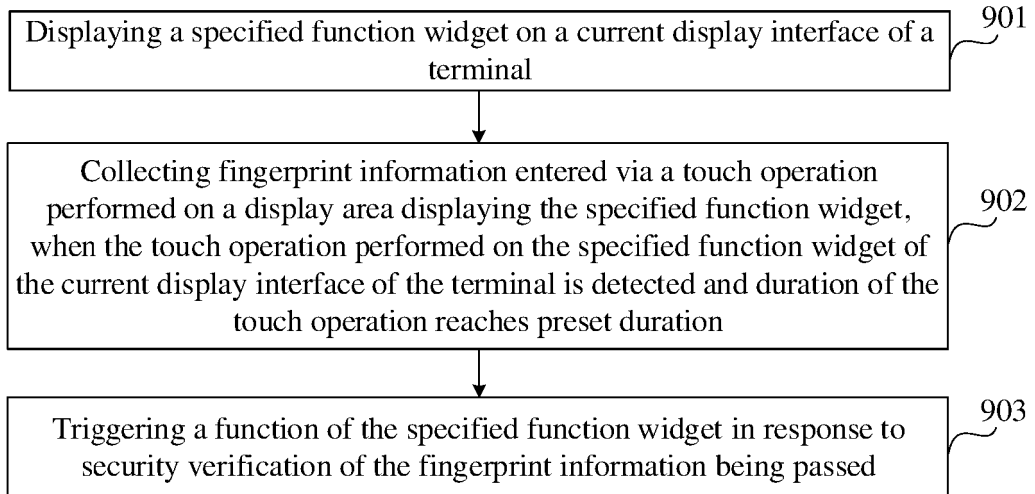 Displaying a specified function widget on a current display interface of a
terminal
901
Collecting fingerprint information entered via a touch operation
performed on a display area displaying the specified function widget,
when the touch operation performed on the specified function widget of
the current display interface of the terminal is detected and duration of the
touch operation reaches preset duration
902
Triggering a function of the specified function widget in response to
security verification of the fingerprint information being passed
903